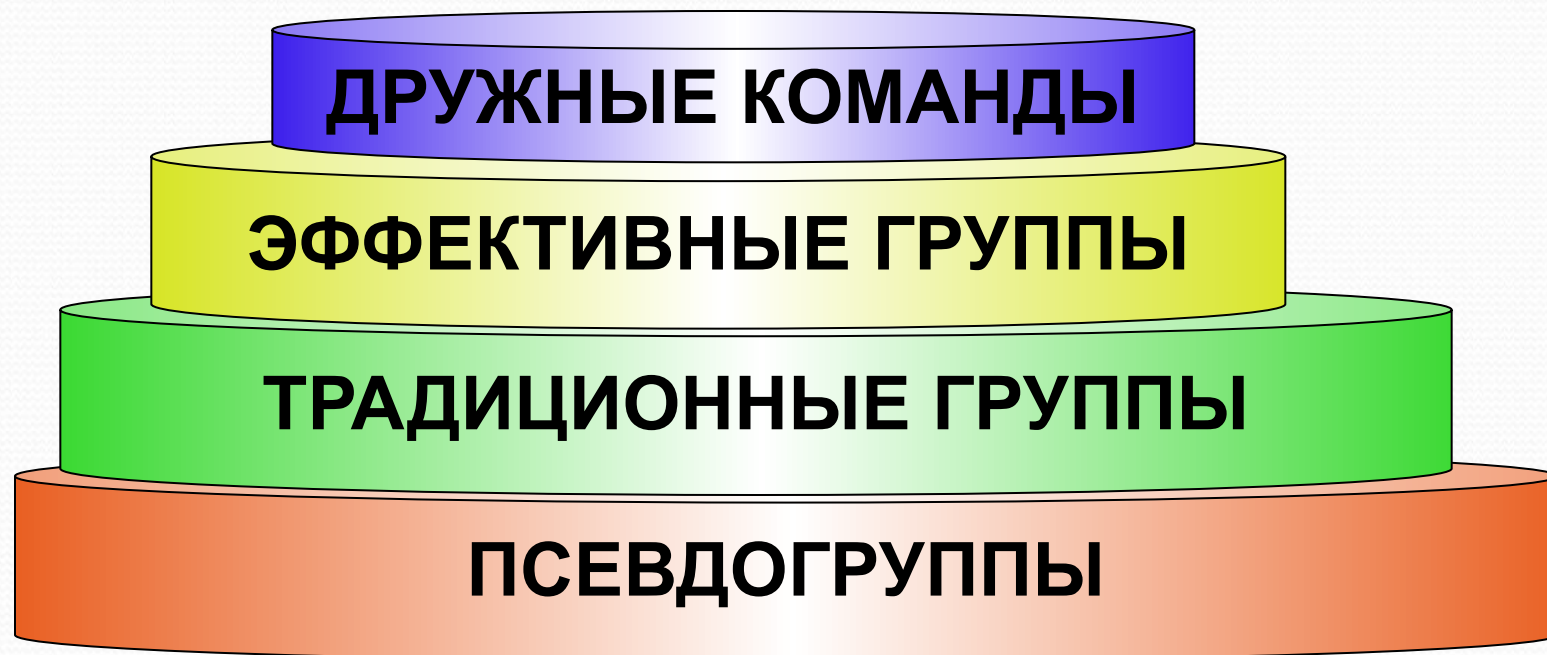 ДРУЖНЫЕ КОМАНДЫ
ЭФФЕКТИВНЫЕ ГРУППЫ
ТРАДИЦИОННЫЕ ГРУППЫ
ПСЕВДОГРУППЫ